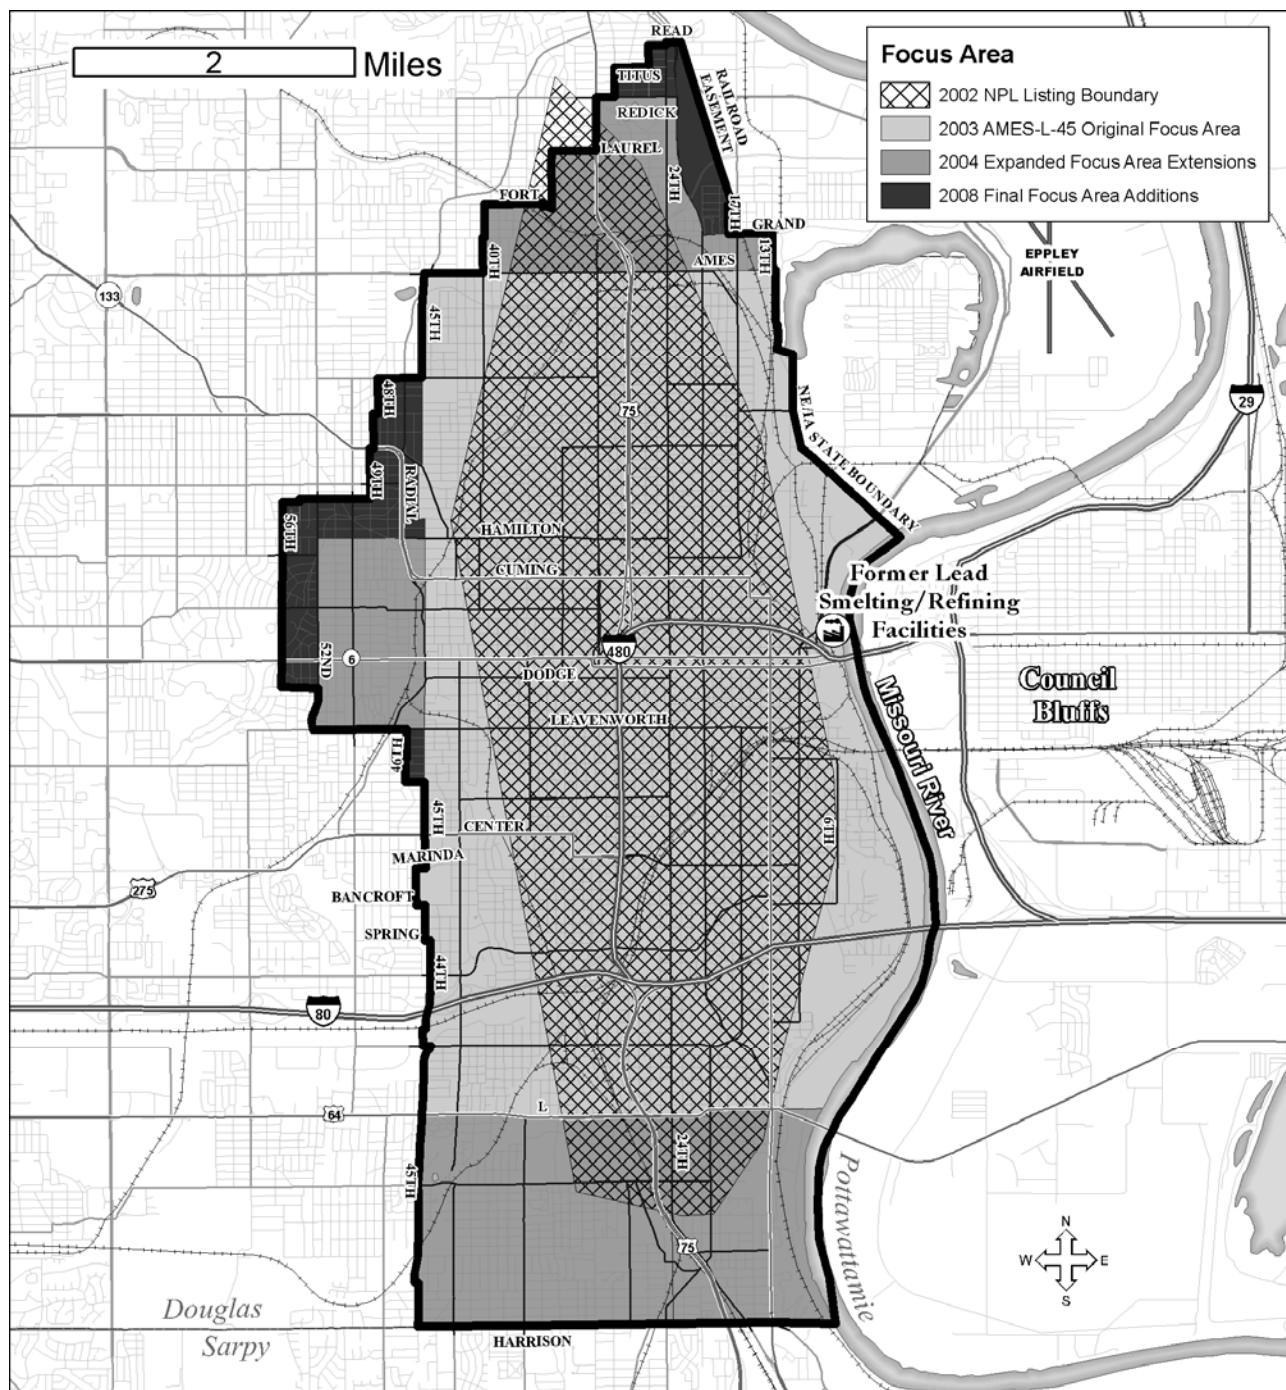 READ
2 Miles
Focus Area
2002 NPL Listing Boundary
2003 AMES-L-45 Original Focus Area
2004 Expanded Focus Area Extensions
2008 Final Focus Area Additions
TITUS
RAILROAD
EASEMENT
REDICK
LAUREL
24TH
FORT
17TH
GRAND
40TH
AMES
13TH
EPPLEY
AIRFIELD
133
45TH
48TH
75
29
NE/IA STATE BOUNDARY
49TH
RADIAL
56TH
HAMILTON
CUMING
Former Lead
Smelting/Refining
Facilities
52ND
6
480
DODGE
Council
Bluffs
LEAVENWORTH
Missouri River
46TH
45TH
CENTER
6TH
MARINDA
275
BANCROFT
SPRING
44TH
80
64
L
24TH
45TH
Pottawattamie
N
W
E
S
75
Douglas
Sarpy
HARRISON